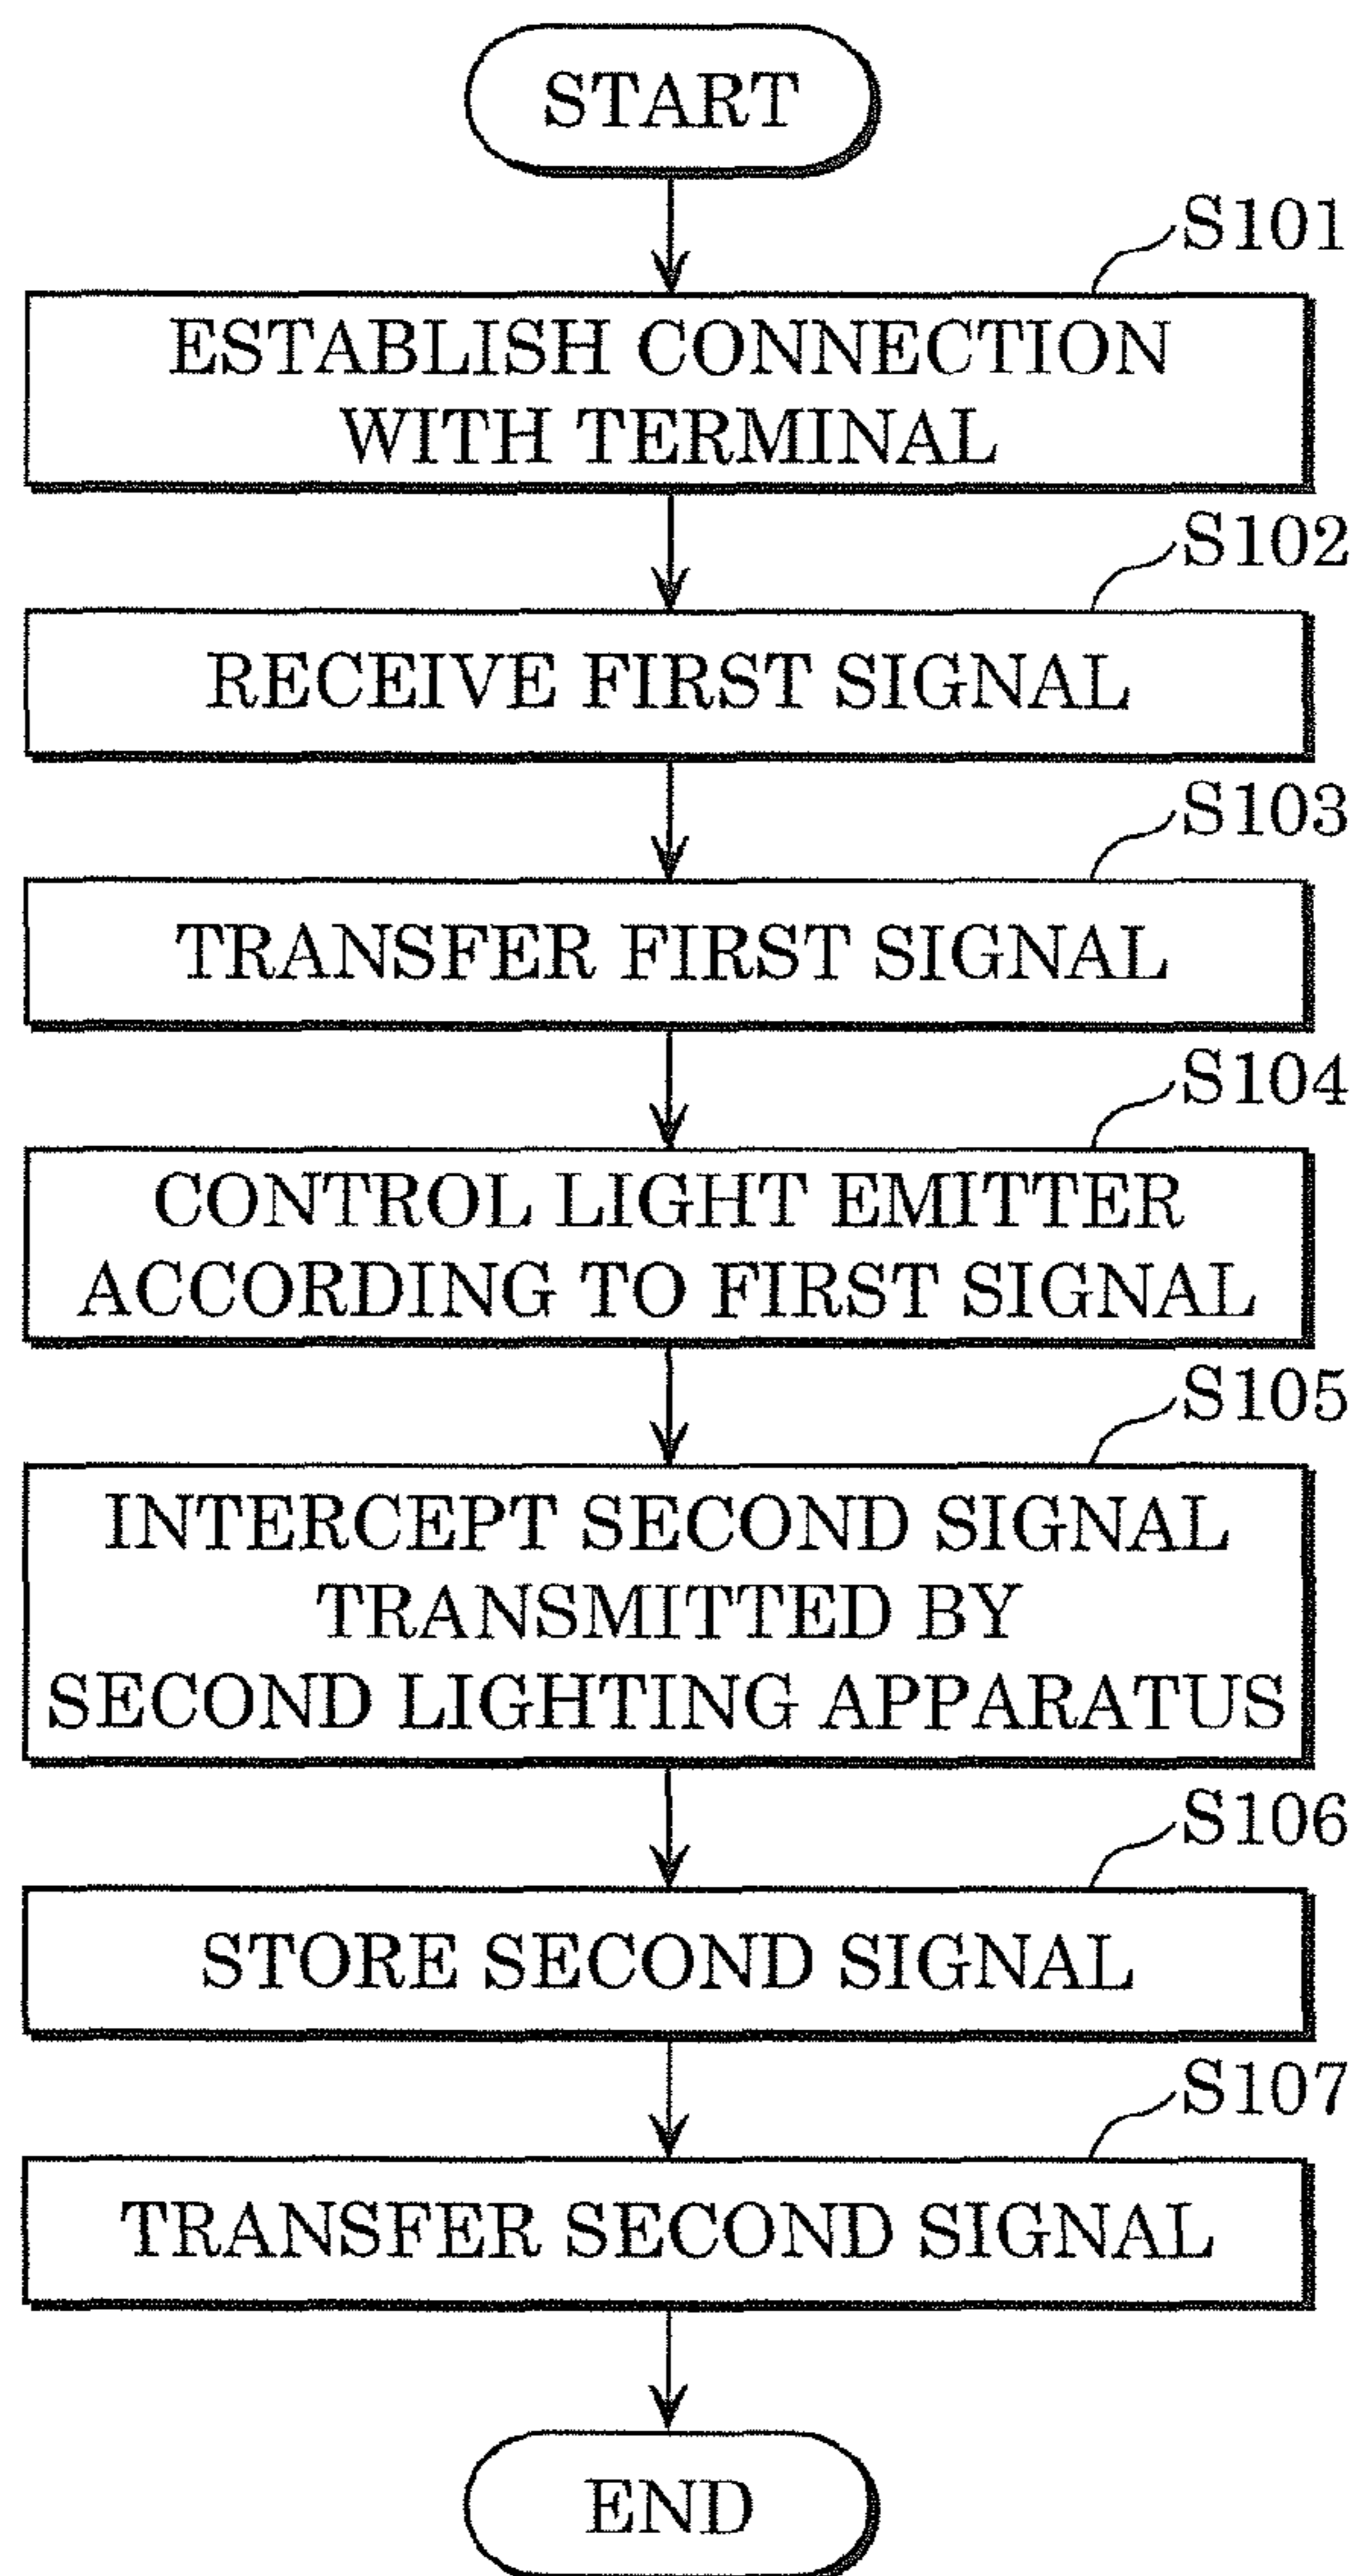 START
S101
ESTABLISH CONNECTION
WITH TERMINAL
S102
RECEIVE FIRST SIGNAL
S103
TRANSFER FIRST SIGNAL
S104
CONTROL LIGHT EMITTER
ACCORDING TO FIRST SIGNAL
S105
INTERCEPT SECOND SIGNAL
TRANSMITTED BY
SECOND LIGHTING APPARATUS
S106
STORE SECOND SIGNAL
S107
TRANSFER SECOND SIGNAL
END